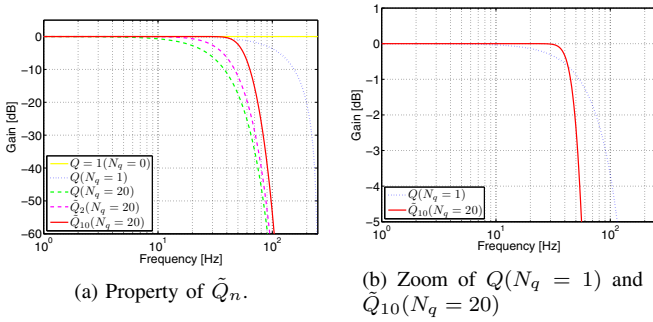 0
−10
−20
−30
−40
−50
−60
Gain [dB]
Q = 1(N_q = 0)
Q(N_q = 1)
Q(N_q = 20)
Q̃_2(N_q = 20)
Q̃_10(N_q = 20)
10^0
10^1
10^2
Frequency [Hz]
(a) Property of Q̃_n.
1
0
−1
−2
−3
−4
−5
Gain [dB]
Q(N_q = 1)
Q̃_10(N_q = 20)
10^0
10^1
10^2
Frequency [Hz]
(b) Zoom of Q(N_q = 1) and
Q̃_10(N_q = 20)